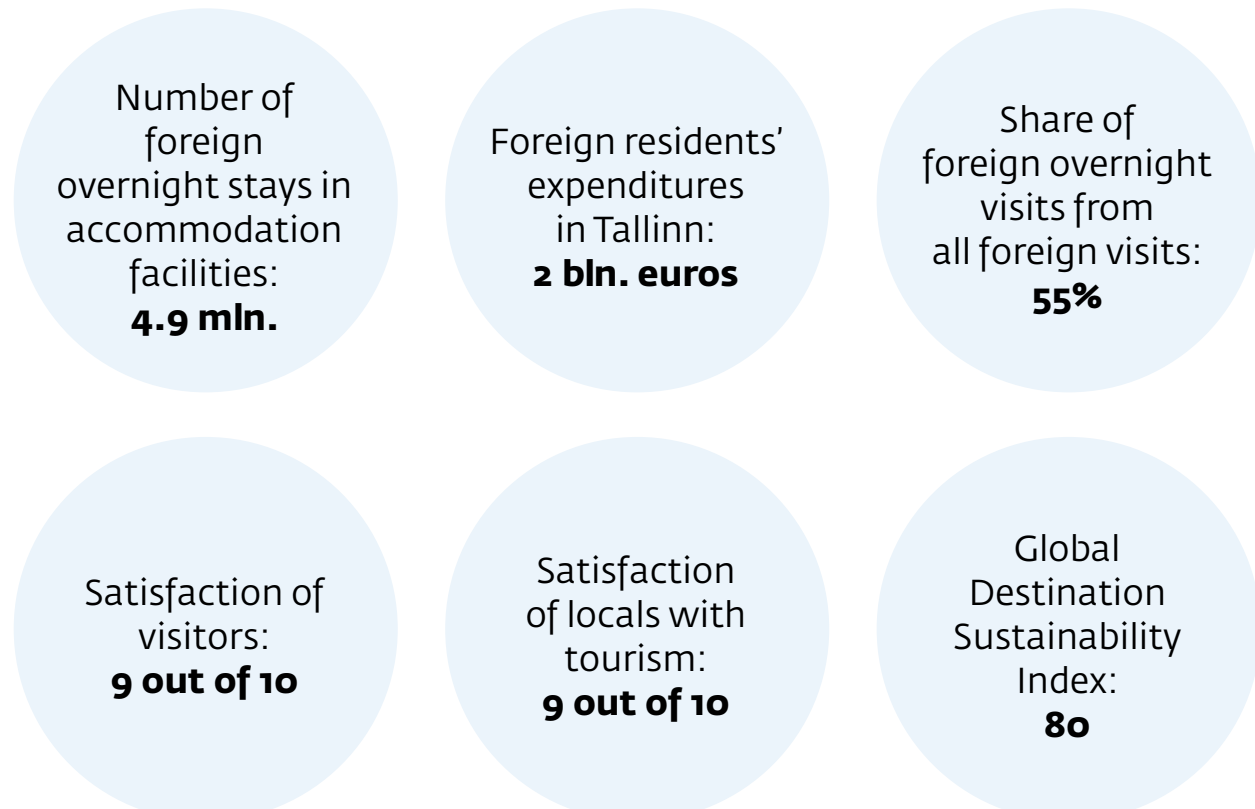 Number of
foreign
overnight stays in
accommodation
facilities:
4.9 mln.
Foreign residents’
expenditures
in Tallinn:
2 bln. euros
Share of
foreign overnight
visits from
all foreign visits:
55%
Satisfaction of
visitors:
9 out of 10
Satisfaction
of locals with
tourism:
9 out of 10
Global
Destination
Sustainability
Index:
80